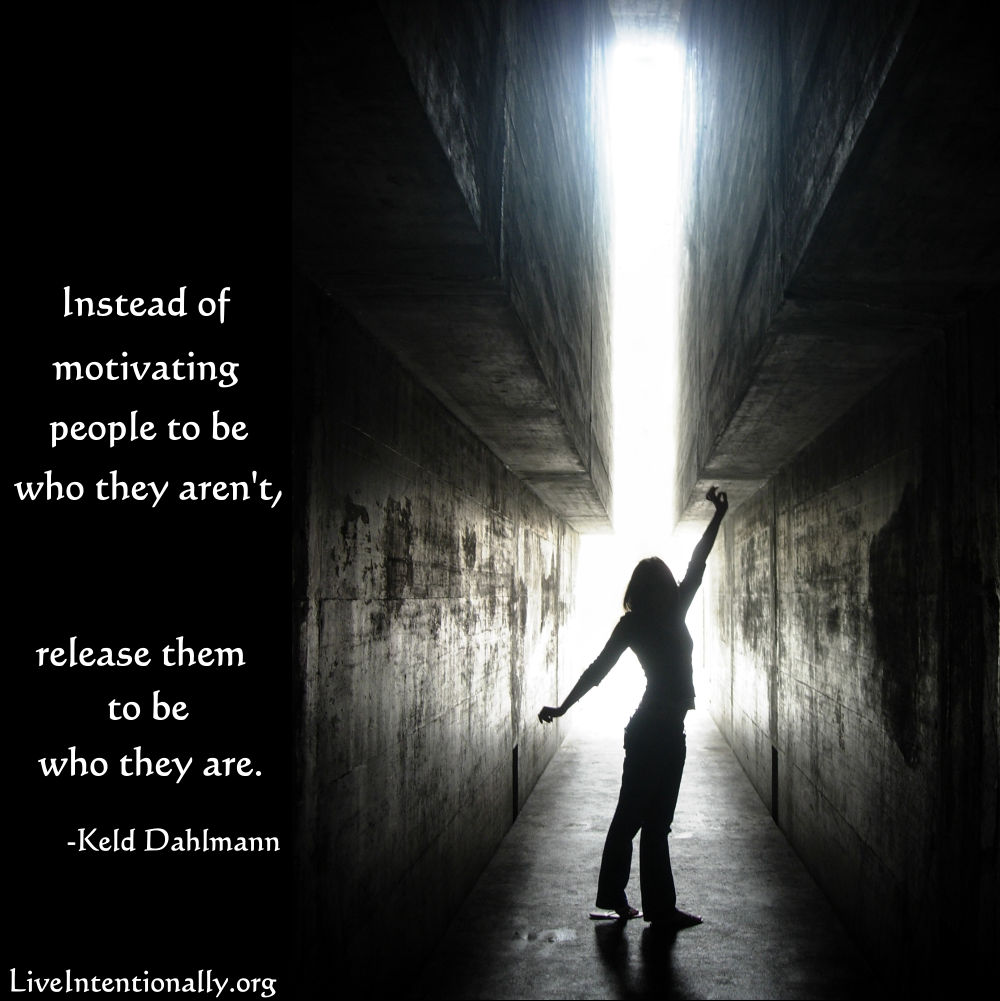 Instead of
motivating
people to be
who they aren't,
release them
to be
who they are.
-Keld Dahlmann
LiveIntentionally.org